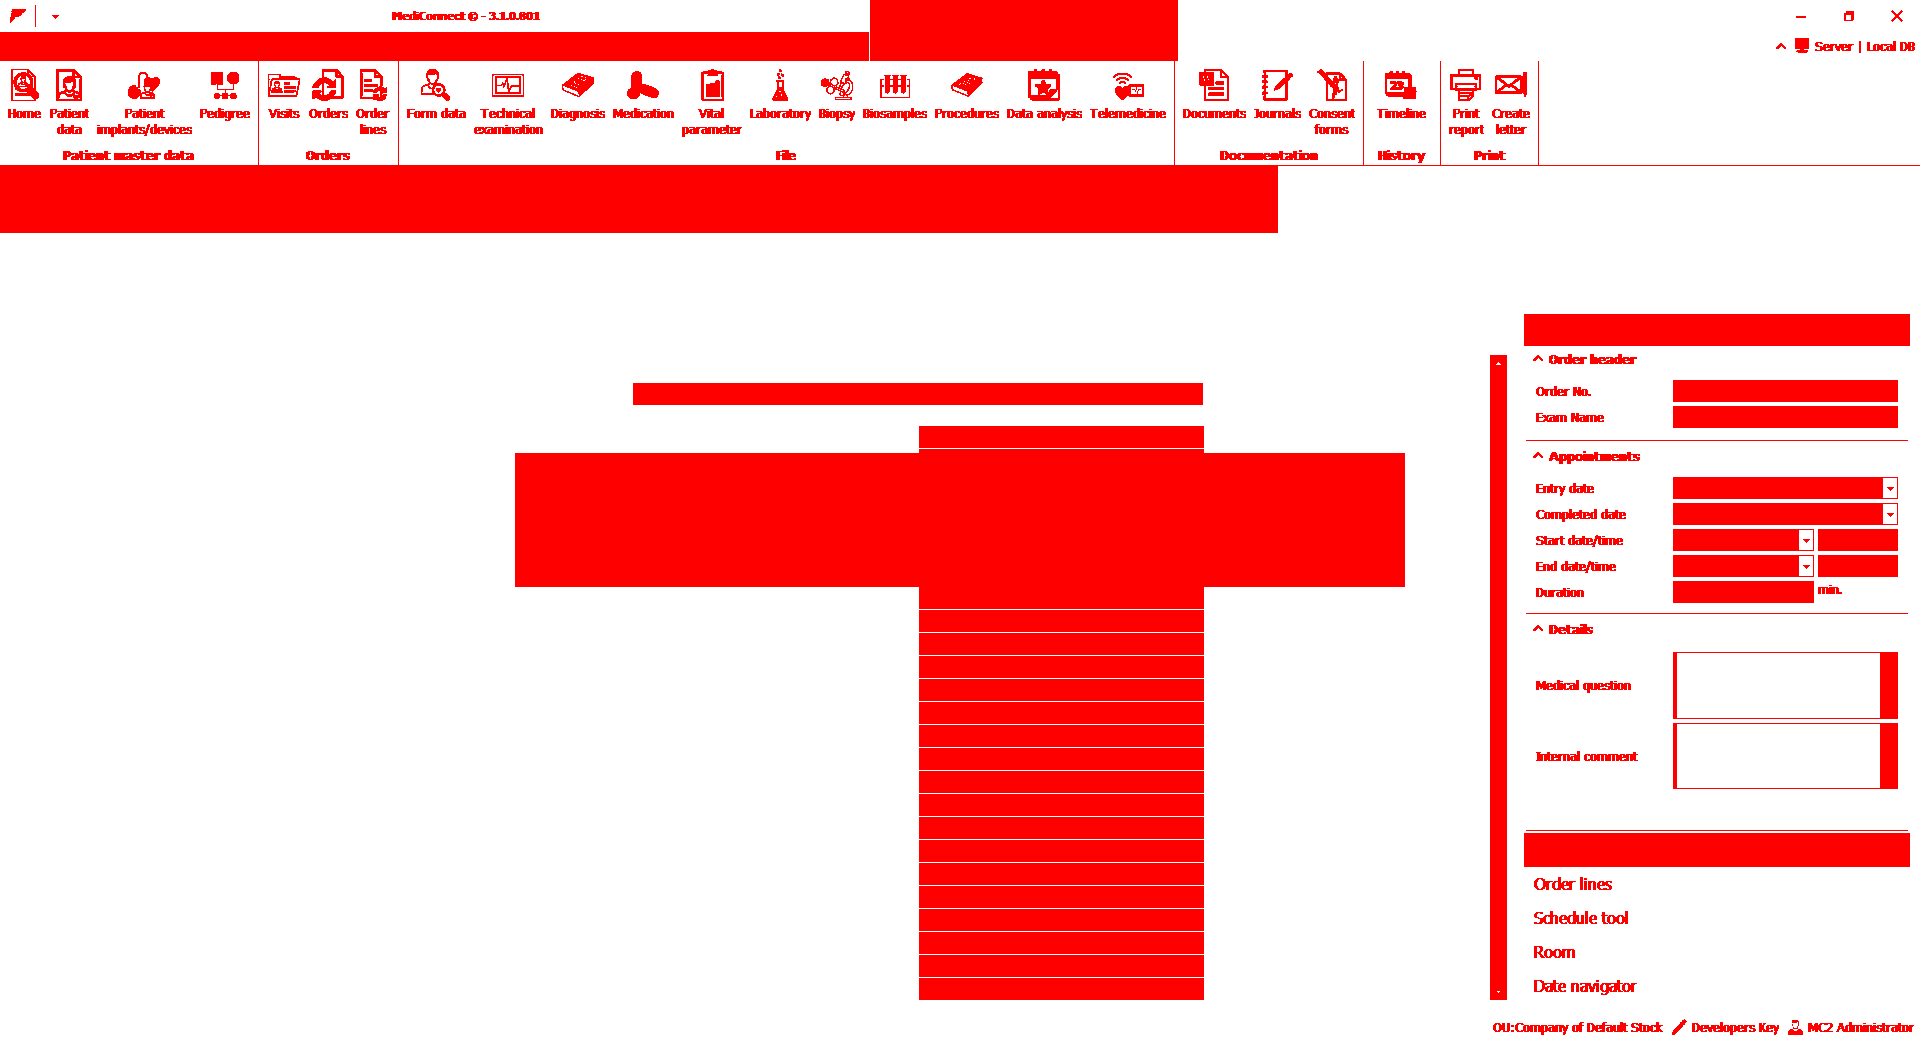 MediConnect © - 3.1.0.801
Server | Local DB
Home
Patient data
Patient implants/devices
Pedigree
Visits
Orders
Order lines
Form data
Technical examination
Diagnosis
Medication
Vital parameter
Laboratory
Biopsy
Biosamples
Procedures
Data analysis
Telemedicine
Documents
Journals
Consent forms
Timeline
Print report
Create letter
Patient master data
Orders
File
Documentation
History
Print
Order header
Order No.
Exam Name
Appointments
Entry date
Completed date
Start date/time
End date/time
Duration
min.
Details
Medical question
Internal comment
Order lines
Schedule tool
Room
Date navigator
OU:Company of Default Stock
Developers Key
MC2 Administrator